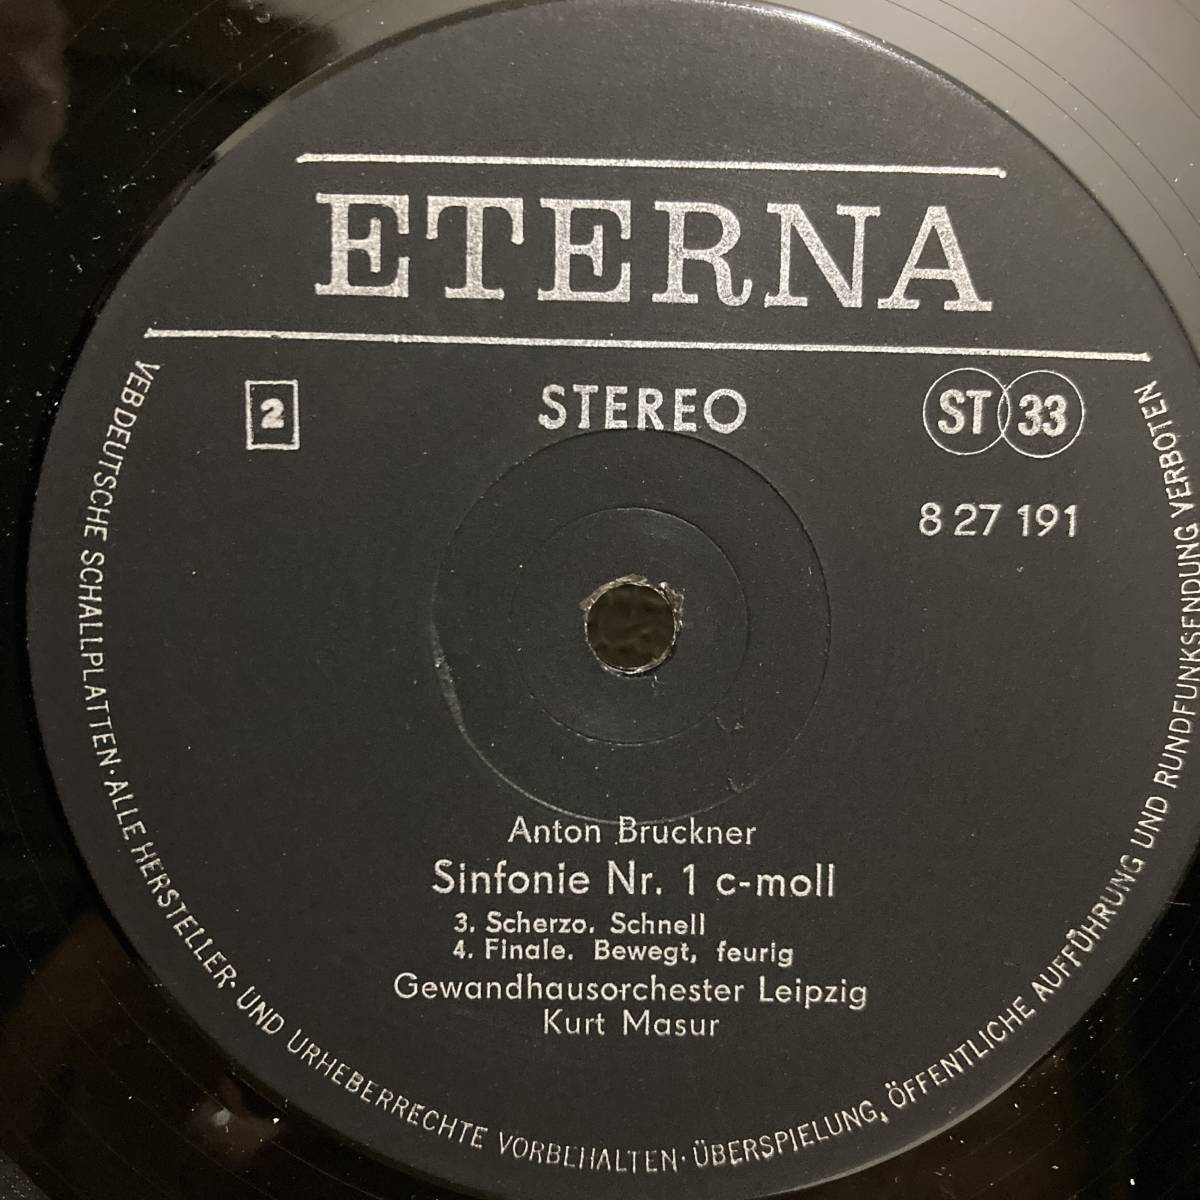 ETERNA
2
STEREO
ST 33
8 27 191
Anton Bruckner
Sinfonie Nr. 1 c-moll
3. Scherzo. Schnell
4. Finale. Bewegt, feurig
Gewandhausorchester Leipzig
Kurt Masur
VEB DEUTSCHE SCHALLPLATTEN · ALLE HERSTELLER- UND URHEBERRECHTE VORBEHALTEN · ÜBERSPIELUNG, ÖFFENTLICHE AUFFÜHRUNG UND RUNDFUNKSENDUNG VERBOTEN